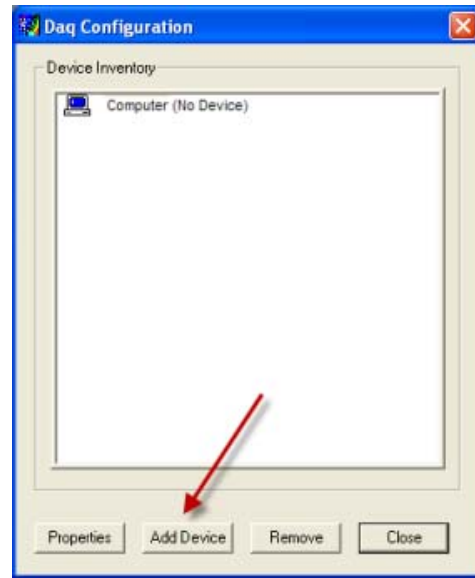 Daq Configuration
Device Inventory
Computer (No Device)
Properties Add Device Remove Close